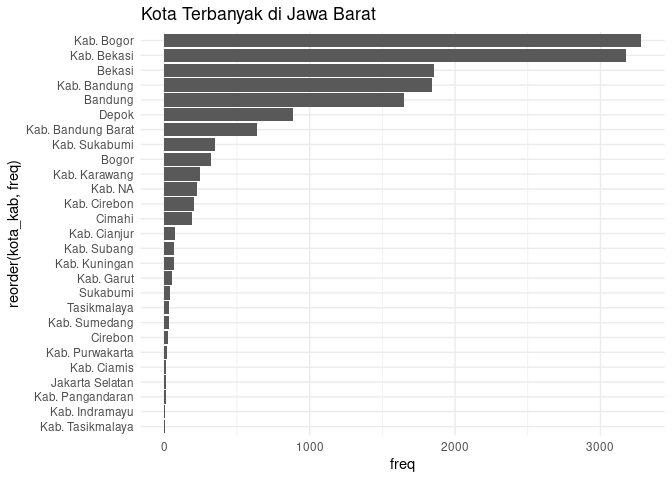 Kota Terbanyak di Jawa Barat
Kab. Bogor
Kab. Bekasi
Bekasi
Kab. Bandung
Bandung
Depok
Kab. Bandung Barat
Kab. Sukabumi
Bogor
Kab. Karawang
Kab. NA
Kab. Cirebon
Cimahi
Kab. Cianjur
Kab. Subang
Kab. Kuningan
Kab. Garut
Sukabumi
Tasikmalaya
Kab. Sumedang
Cirebon
Kab. Purwakarta
Kab. Ciamis
Jakarta Selatan
Kab. Pangandaran
Kab. Indramayu
Kab. Tasikmalaya
reorder(kota_kab, freq)
0 1000 2000 3000
freq